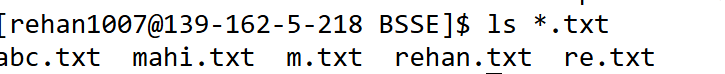 [rehan1007@139-162-5-218 BSSE]$ ls *.txt
abc.txt  mahi.txt  m.txt  rehan.txt  re.txt